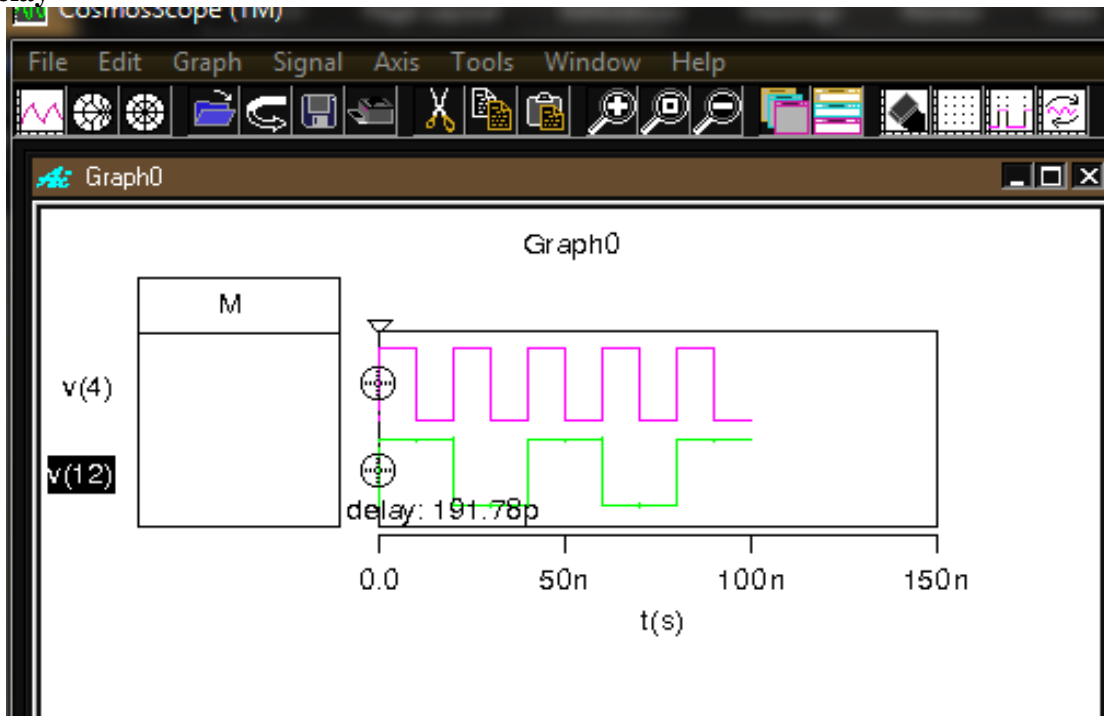 CosmosScope (TM)
File Edit Graph Signal Axis Tools Window Help
Graph0
Graph0
M
v(4)
v(12)
delay: 191.78p
0.0 50n 100n 150n
t(s)